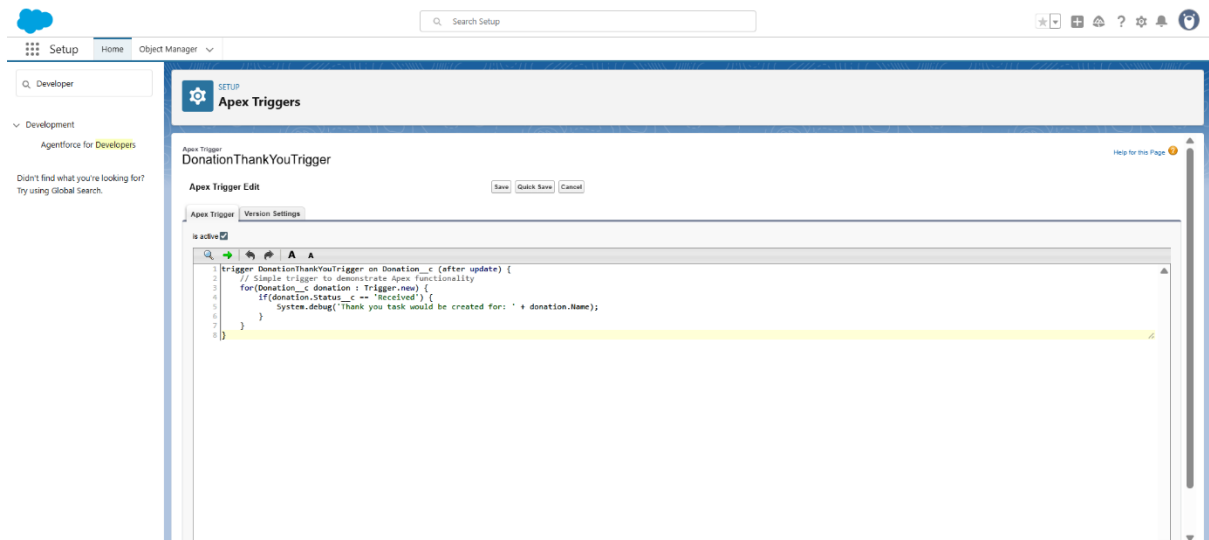 Search Setup
Setup
Home
Object Manager
Developer
Development
Agentforce for Developers
Didn't find what you're looking for?
Try using Global Search.
SETUP
Apex Triggers
Apex Trigger
DonationThankYouTrigger
Help for this Page
Apex Trigger Edit
Save
Quick Save
Cancel
Apex Trigger
Version Settings
is active
A A
1 trigger DonationThankYouTrigger on Donation__c (after update) {
2 // Simple trigger to demonstrate Apex functionality
3 for(Donation__c donation : Trigger.new) {
4 if(donation.Status__c == 'Received') {
5 System.debug('Thank you task would be created for: ' + donation.Name);
6 }
7 }
8 }